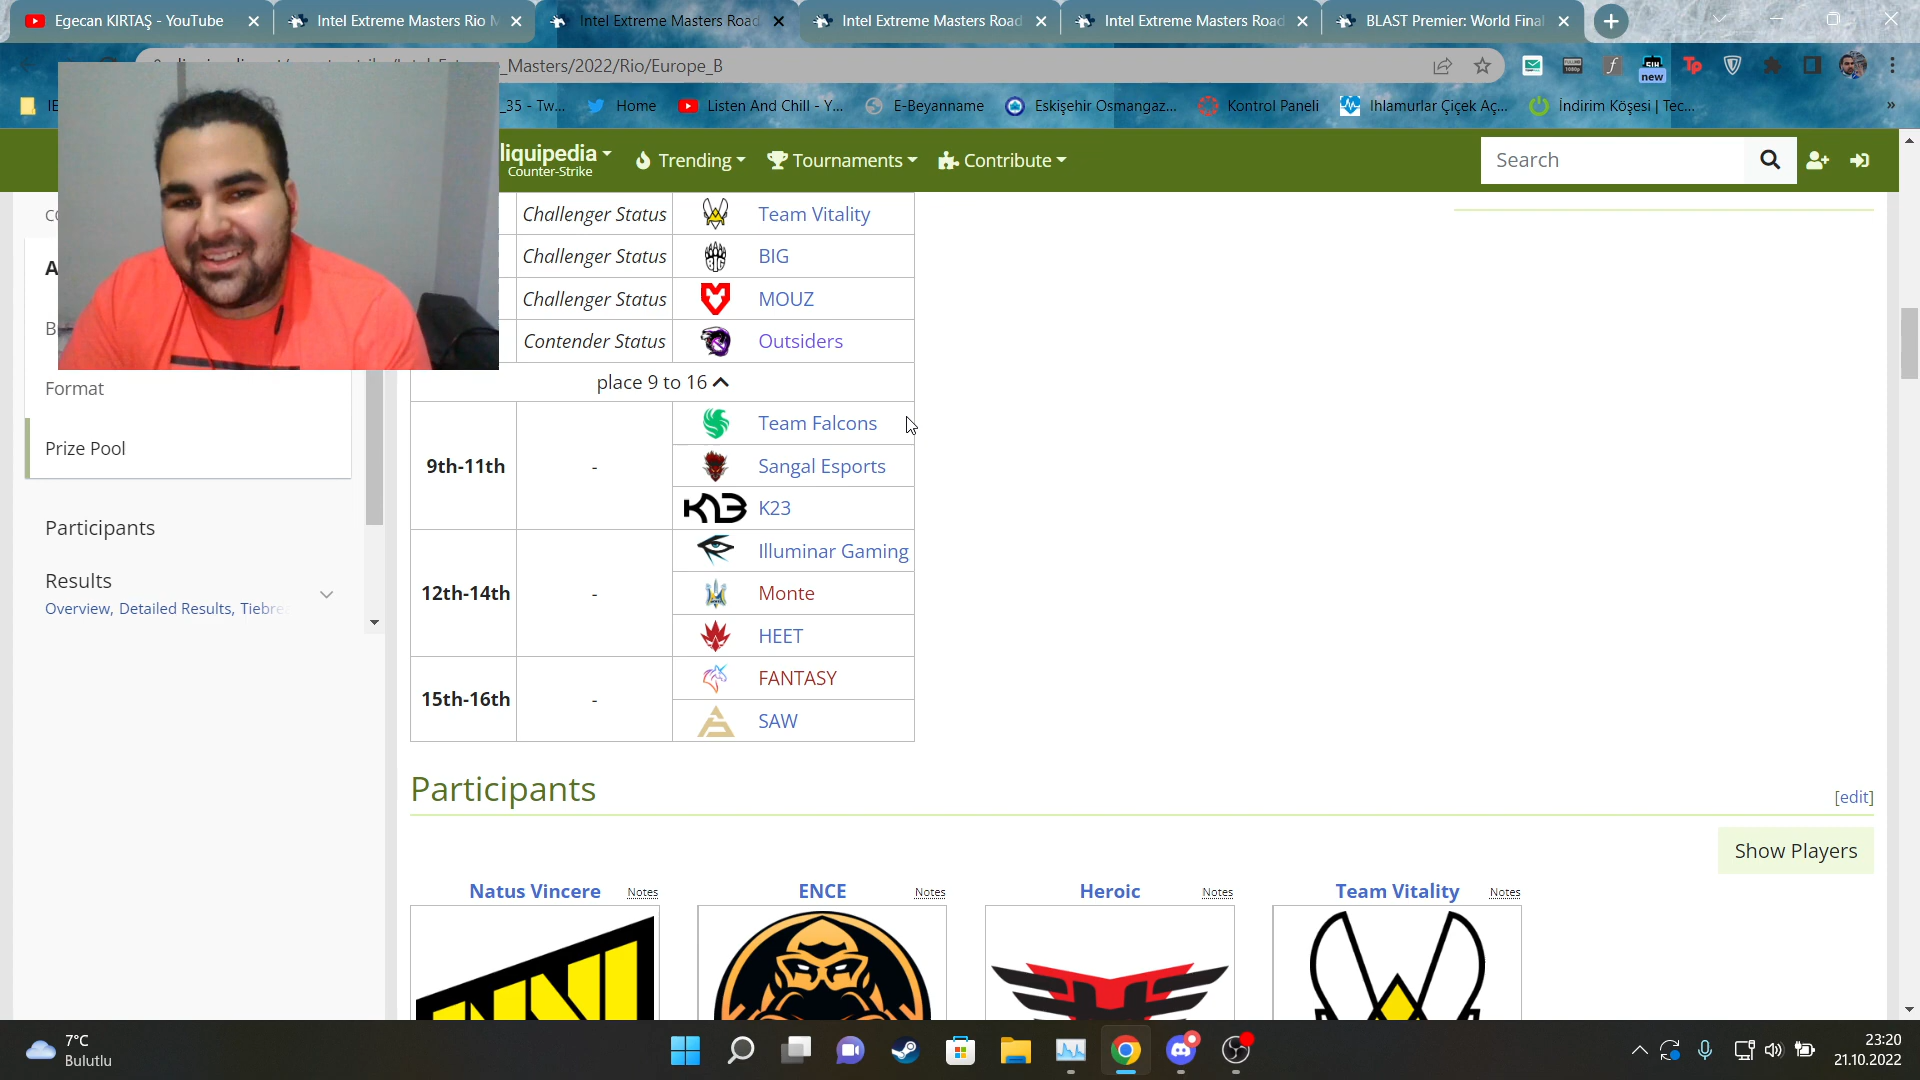 Egecan KIRTAŞ - YouTube
Intel Extreme Masters Rio M
Intel Extreme Masters Road
Intel Extreme Masters Road
Intel Extreme Masters Road
BLAST Premier: World Final
_Masters/2022/Rio/Europe_B
new
IE
_35 - Tw...
Home
Listen And Chill - Y...
E-Beyanname
Eskişehir Osmangaz...
Kontrol Paneli
Ihlamurlar Çiçek Aç...
İndirim Köşesi | Tec...
»
liquipedia
Counter-Strike
Trending
Tournaments
Contribute
Search
Challenger Status
Team Vitality
Challenger Status
BIG
Challenger Status
MOUZ
Contender Status
Outsiders
place 9 to 16
9th-11th
-
Team Falcons
Sangal Esports
K23
12th-14th
-
Illuminar Gaming
Monte
HEET
15th-16th
-
FANTASY
SAW
Format
Prize Pool
Participants
Results
Overview, Detailed Results, Tiebre
Participants
[edit]
Show Players
Natus Vincere
Notes
ENCE
Notes
Heroic
Notes
Team Vitality
Notes
7°C
Bulutlu
23:20
21.10.2022